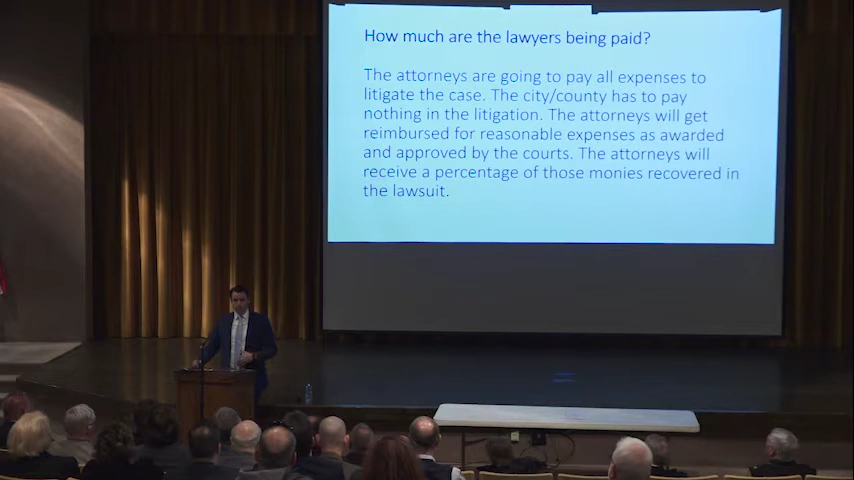 How much are the lawyers being paid?
The attorneys are going to pay all expenses to
litigate the case. The city/county has to pay
nothing in the litigation. The attorneys will get
reimbursed for reasonable expenses as awarded
and approved by the courts. The attorneys will
receive a percentage of those monies recovered in
the lawsuit.